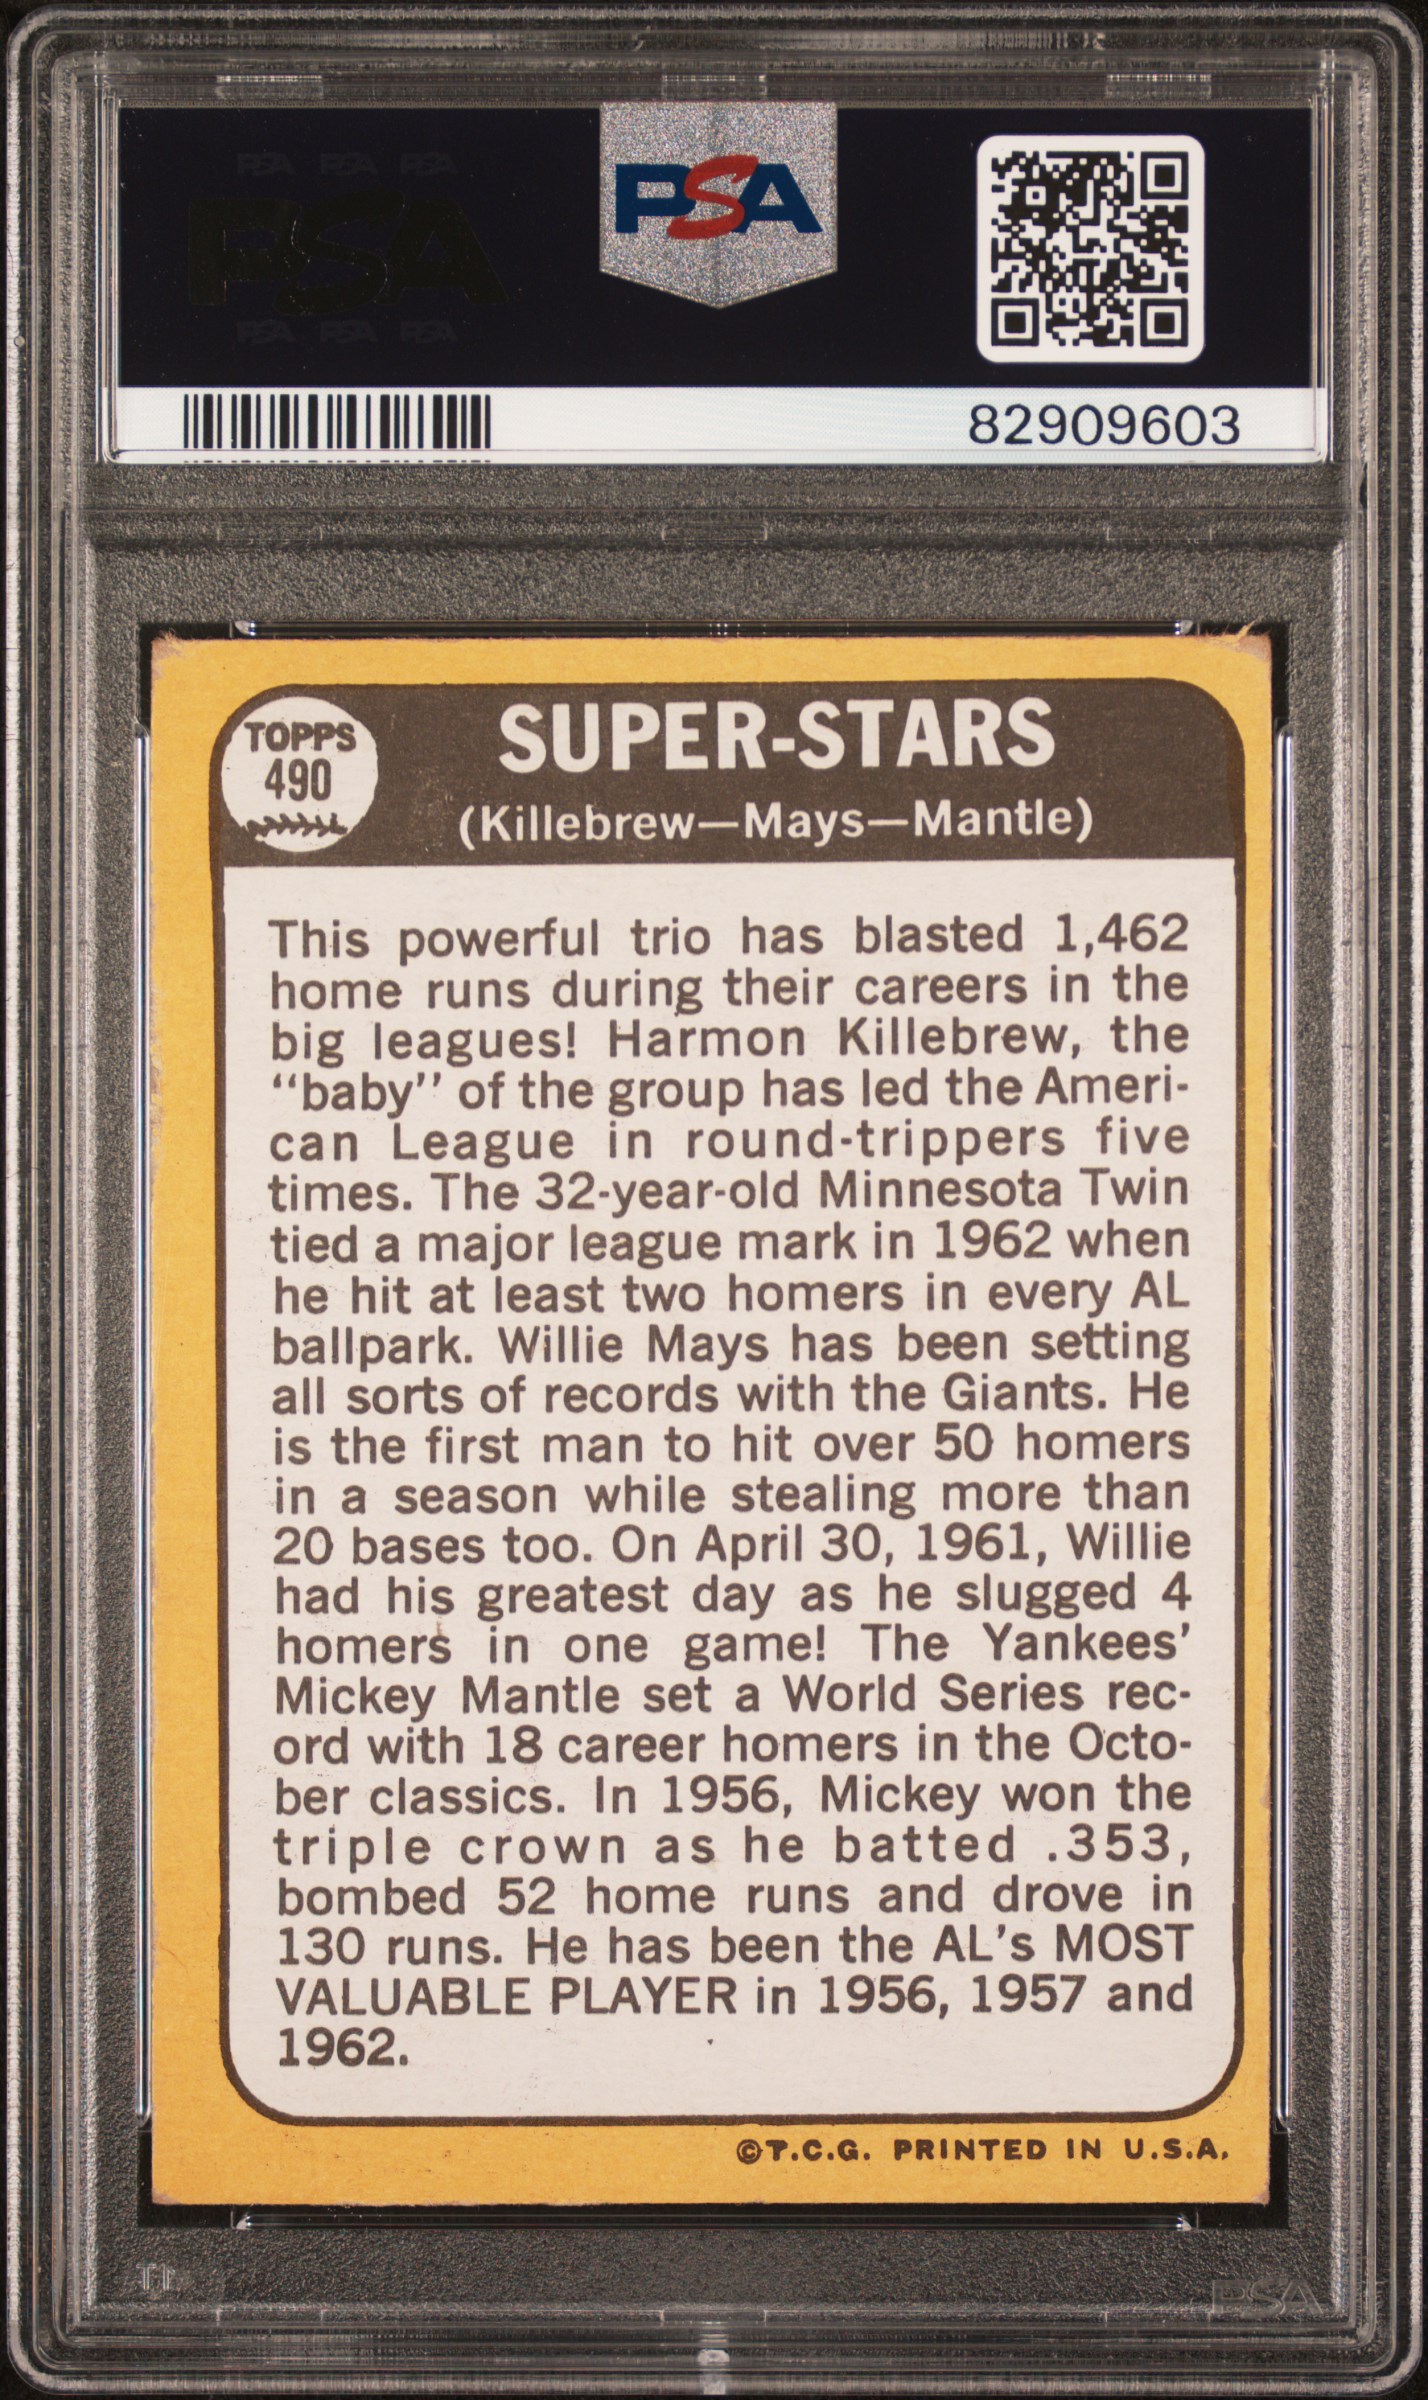 PSA PSA PSA
PSA
PSA PSA PSA
PSA
82909603
TOPPS
490
SUPER-STARS
(Killebrew—Mays—Mantle)
This powerful trio has blasted 1,462
home runs during their careers in the
big leagues! Harmon Killebrew, the
“baby” of the group has led the Ameri-
can League in round-trippers five
times. The 32-year-old Minnesota Twin
tied a major league mark in 1962 when
he hit at least two homers in every AL
ballpark. Willie Mays has been setting
all sorts of records with the Giants. He
is the first man to hit over 50 homers
in a season while stealing more than
20 bases too. On April 30, 1961, Willie
had his greatest day as he slugged 4
homers in one game! The Yankees’
Mickey Mantle set a World Series rec-
ord with 18 career homers in the Octo-
ber classics. In 1956, Mickey won the
triple crown as he batted .353,
bombed 52 home runs and drove in
130 runs. He has been the AL’s MOST
VALUABLE PLAYER in 1956, 1957 and
1962.
©T.C.G. PRINTED IN U.S.A.
PSA